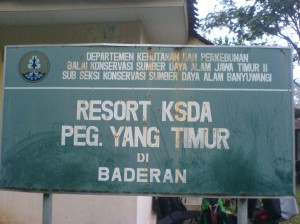 DEPARTEMEN KEHUTANAN DAN PERKEBUNAN
BALAI KONSERVASI SUMBER DAYA ALAM JAWA TIMUR II
SUB SEKSI KONSERVASI SUMBER DAYA ALAM BANYUWANGI
RESORT KSDA
PEG. YANG TIMUR
DI
BADERAN